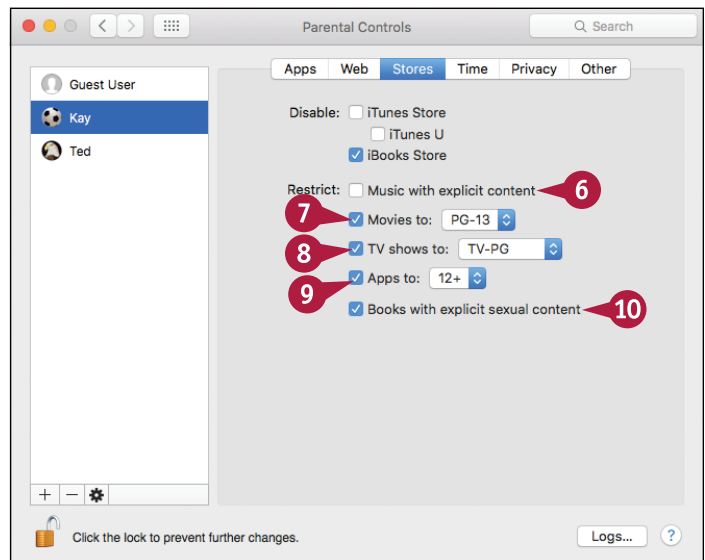 Parental Controls
Search
Guest User
Kay
Ted
Apps Web Stores Time Privacy Other
Disable: iTunes Store
iTunes U
iBooks Store
Restrict: Music with explicit content 6
7 Movies to: PG-13
8 TV shows to: TV-PG
9 Apps to: 12+
Books with explicit sexual content 10
+ −
Click the lock to prevent further changes.
Logs... ?